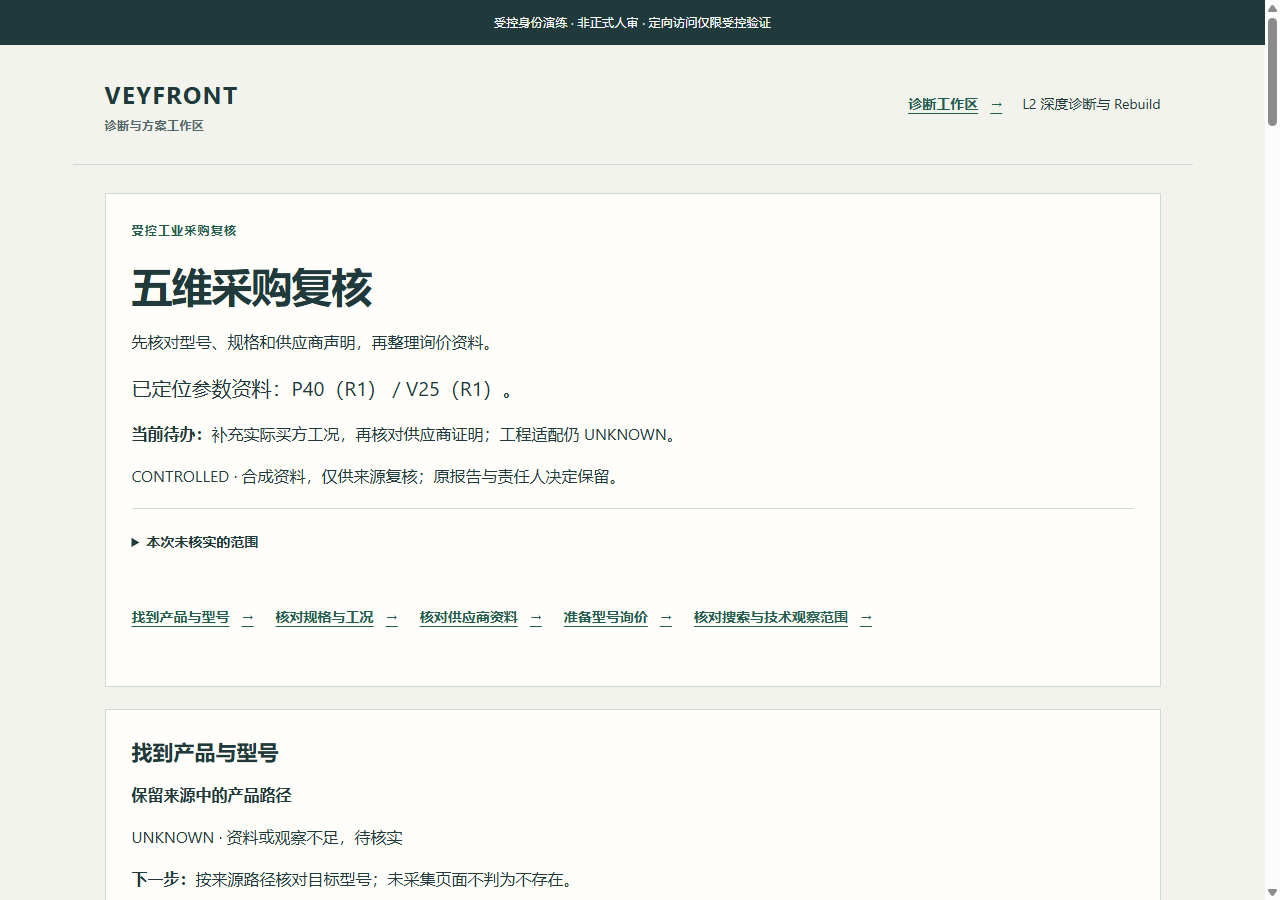 受控身份演练 · 非正式人审 · 定向访问仅限受控验证
VEYFRONT
诊断与方案工作区
诊断工作区 → L2 深度诊断与 Rebuild
受控工业采购复核
五维采购复核
先核对型号、规格和供应商声明，再整理询价资料。
已定位参数资料：P40（R1） / V25（R1）。
当前待办：补充实际买方工况，再核对供应商证明；工程适配仍 UNKNOWN。
CONTROLLED · 合成资料，仅供来源复核；原报告与责任人决定保留。
▶ 本次未核实的范围
找到产品与型号 → 核对规格与工况 → 核对供应商资料 → 准备型号询价 → 核对搜索与技术观察范围 →
找到产品与型号
保留来源中的产品路径
UNKNOWN · 资料或观察不足，待核实
下一步：按来源路径核对目标型号；未采集页面不判为不存在。